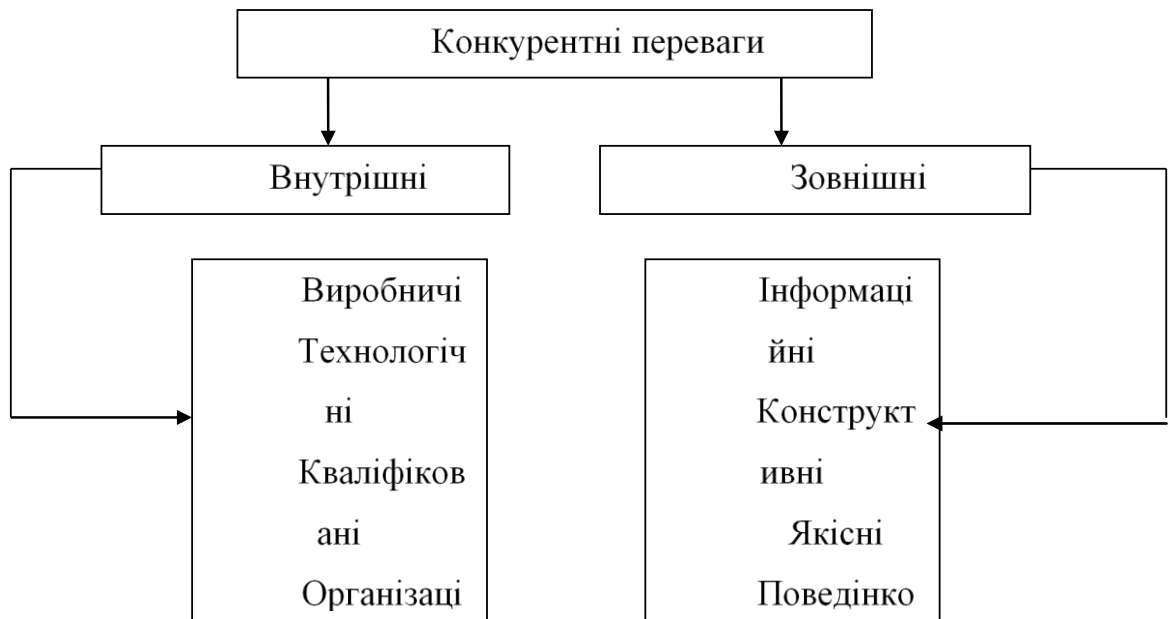 Конкурентні переваги
Внутрішні
Зовнішні
Виробничі
Технологіч
ні
Кваліфіков
ані
Організаці
Інформаці
йні
Конструкт
ивні
Якісні
Поведінко